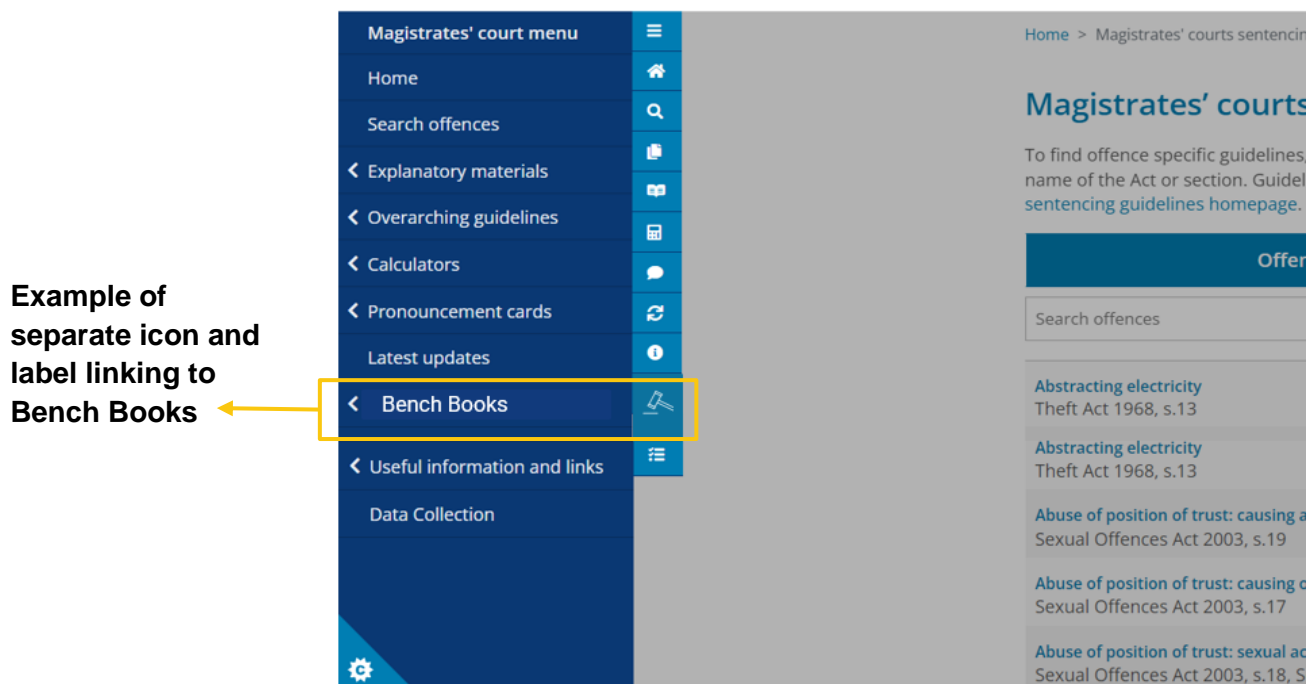 Example of
separate icon and
label linking to
Bench Books
Magistrates' court menu
Home
Search offences
Explanatory materials
Overarching guidelines
Calculators
Pronouncement cards
Latest updates
Bench Books
Useful information and links
Data Collection
Home > Magistrates' courts sentencin
Magistrates' courts
To find offence specific guidelines,
name of the Act or section. Guidel
sentencing guidelines homepage.
Offen
Search offences
Abstracting electricity
Theft Act 1968, s.13
Abstracting electricity
Theft Act 1968, s.13
Abuse of position of trust: causing a
Sexual Offences Act 2003, s.19
Abuse of position of trust: causing o
Sexual Offences Act 2003, s.17
Abuse of position of trust: sexual ac
Sexual Offences Act 2003, s.18, S